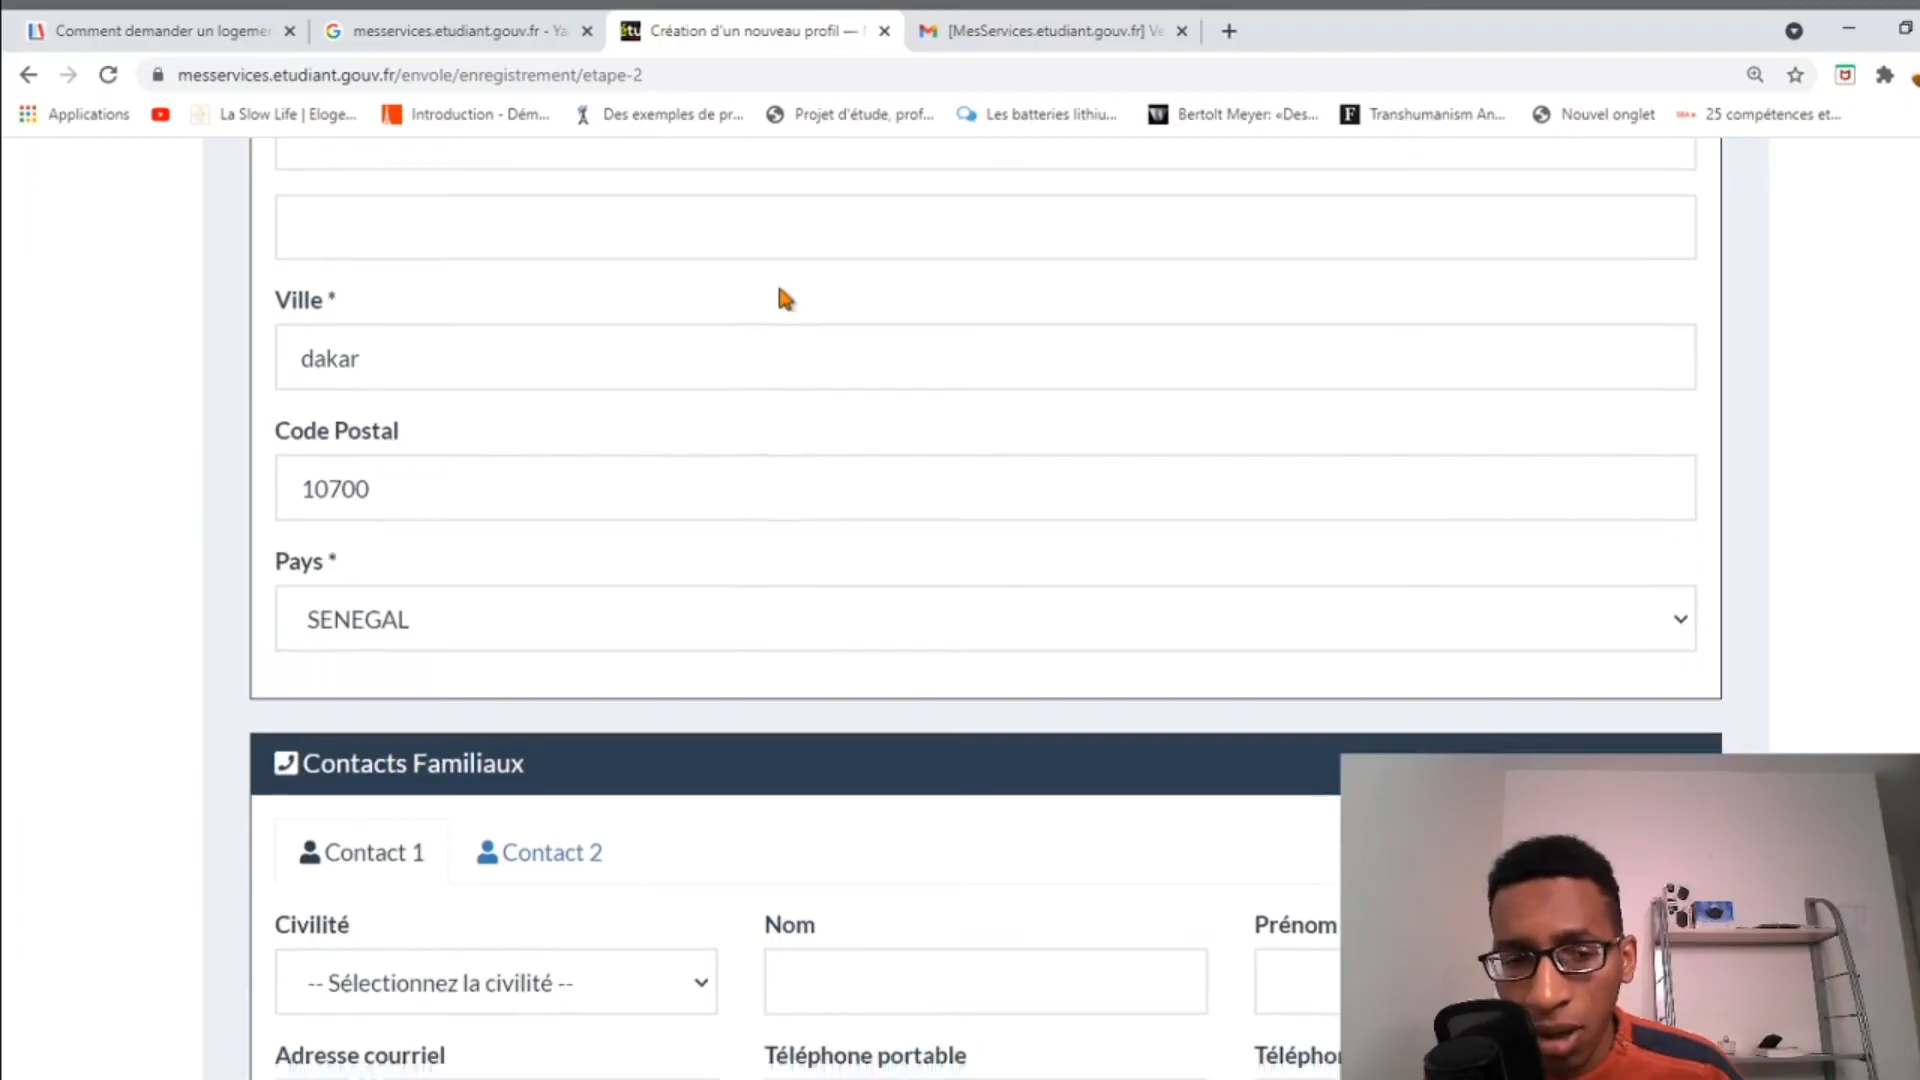 Comment demander un logeme
messervices.etudiant.gouv.fr - Ya
étu
Création d'un nouveau profil —
[MesServices.etudiant.gouv.fr] Ve
messervices.etudiant.gouv.fr/envole/enregistrement/etape-2
Applications
La Slow Life | Eloge...
Introduction - Dém...
Des exemples de pr...
Projet d'étude, prof...
Les batteries lithiu...
Bertolt Meyer: «Des...
Transhumanism An...
Nouvel onglet
25 compétences et...
Ville *
dakar
Code Postal
10700
Pays *
SENEGAL
Contacts Familiaux
Contact 1
Contact 2
Civilité
Nom
Prénom
-- Sélectionnez la civilité --
Adresse courriel
Téléphone portable
Télépho